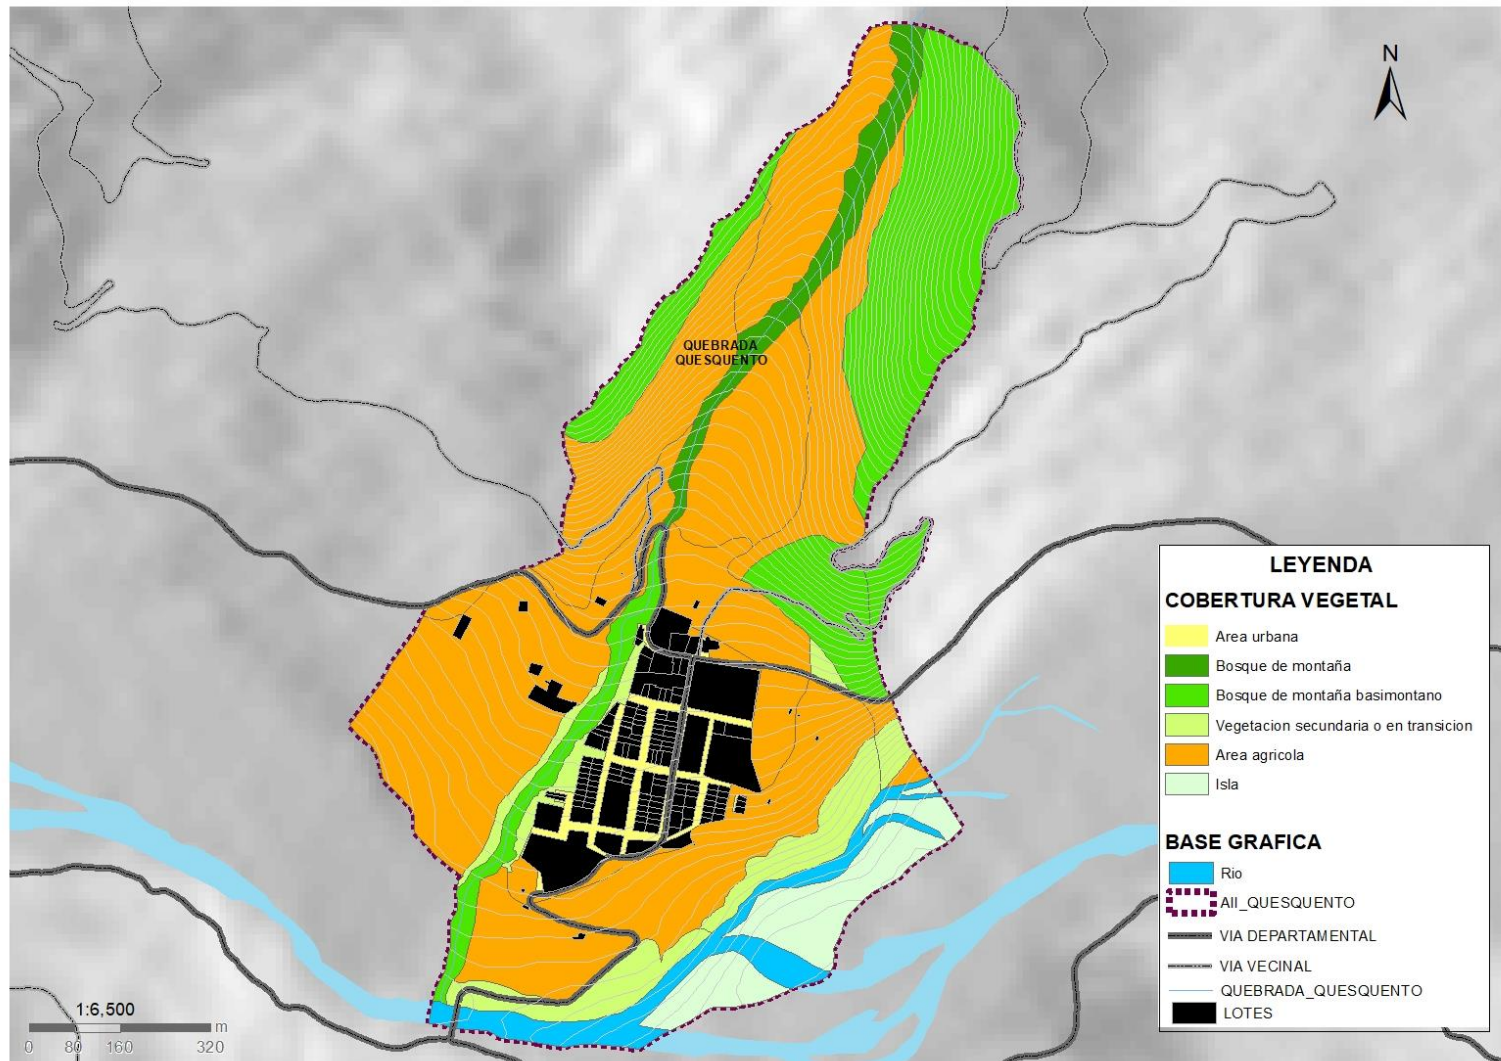 N
QUEBRADA
QUESQUENTO
LEYENDA
COBERTURA VEGETAL
Area urbana
Bosque de montaña
Bosque de montaña basimontano
Vegetacion secundaria o en transicion
Area agricola
Isla
BASE GRAFICA
Rio
AII_QUESQUENTO
VIA DEPARTAMENTAL
VIA VECINAL
QUEBRADA_QUESQUENTO
LOTES
1:6,500
m
0 80 160 320